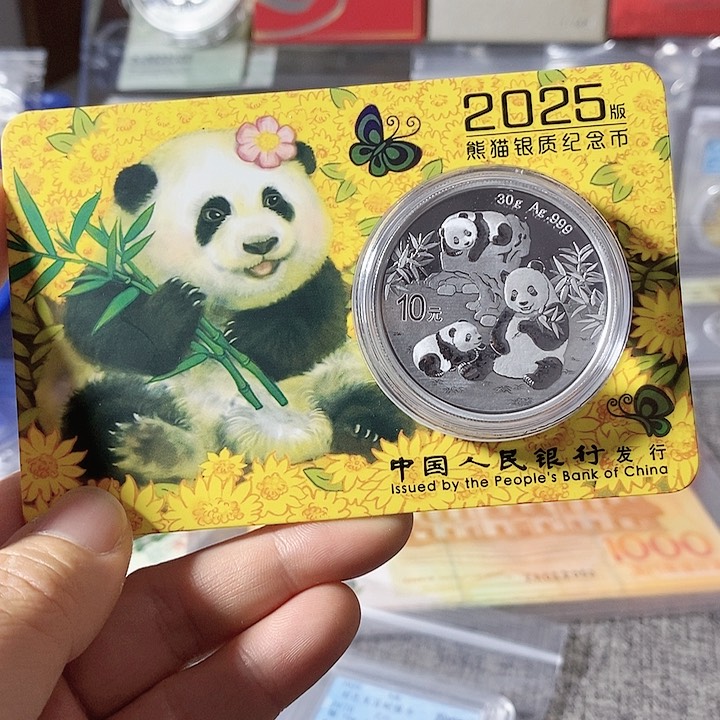 2025版
熊猫银质纪念币
30g Ag.999
10元
中国人民银行发行
Issued by the People's Bank of China
1000